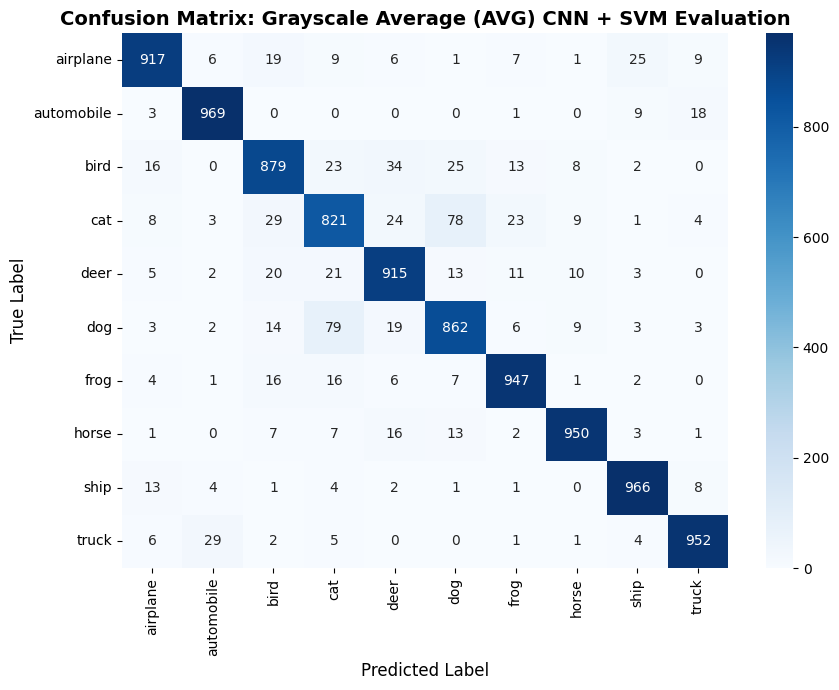 Confusion Matrix: Grayscale Average (AVG) CNN + SVM Evaluation
airplane 917 6 19 9 6 1 7 1 25 9
automobile 3 969 0 0 0 0 1 0 9 18
bird 16 0 879 23 34 25 13 8 2 0
cat 8 3 29 821 24 78 23 9 1 4
deer 5 2 20 21 915 13 11 10 3 0
dog 3 2 14 79 19 862 6 9 3 3
frog 4 1 16 16 6 7 947 1 2 0
horse 1 0 7 7 16 13 2 950 3 1
ship 13 4 1 4 2 1 1 0 966 8
truck 6 29 2 5 0 0 1 1 4 952
airplane automobile bird cat deer dog frog horse ship truck
Predicted Label
True Label
800
600
400
200
0